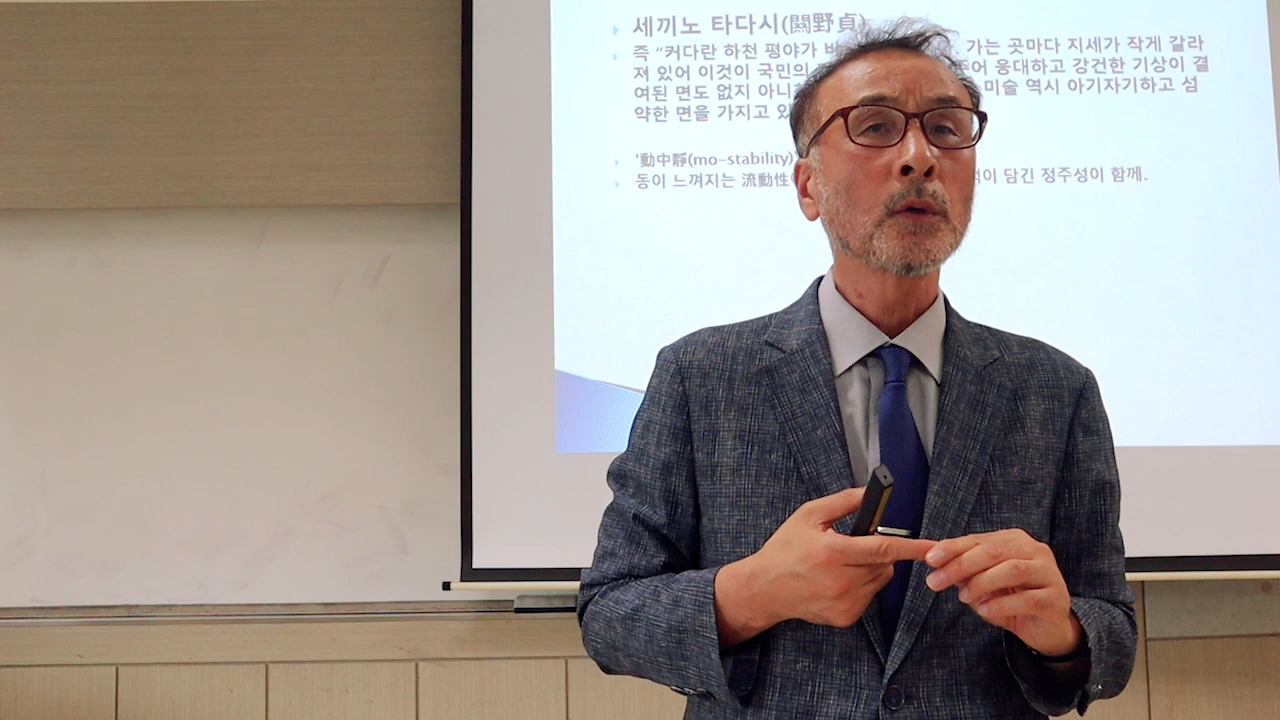 세끼노 타다시(關野貞)
즉 “커다란 하천 평야가 가는 곳마다 지세가 작게 갈라
져 있어 이것이 국민의 웅대하고 강건한 기상이 결
여된 면도 없지 미술 역시 아기자기하고 섬
약한 면을 가지고
'動中靜(mo-stability)
동이 느껴지는 流動性 담긴 정주성이 함께.